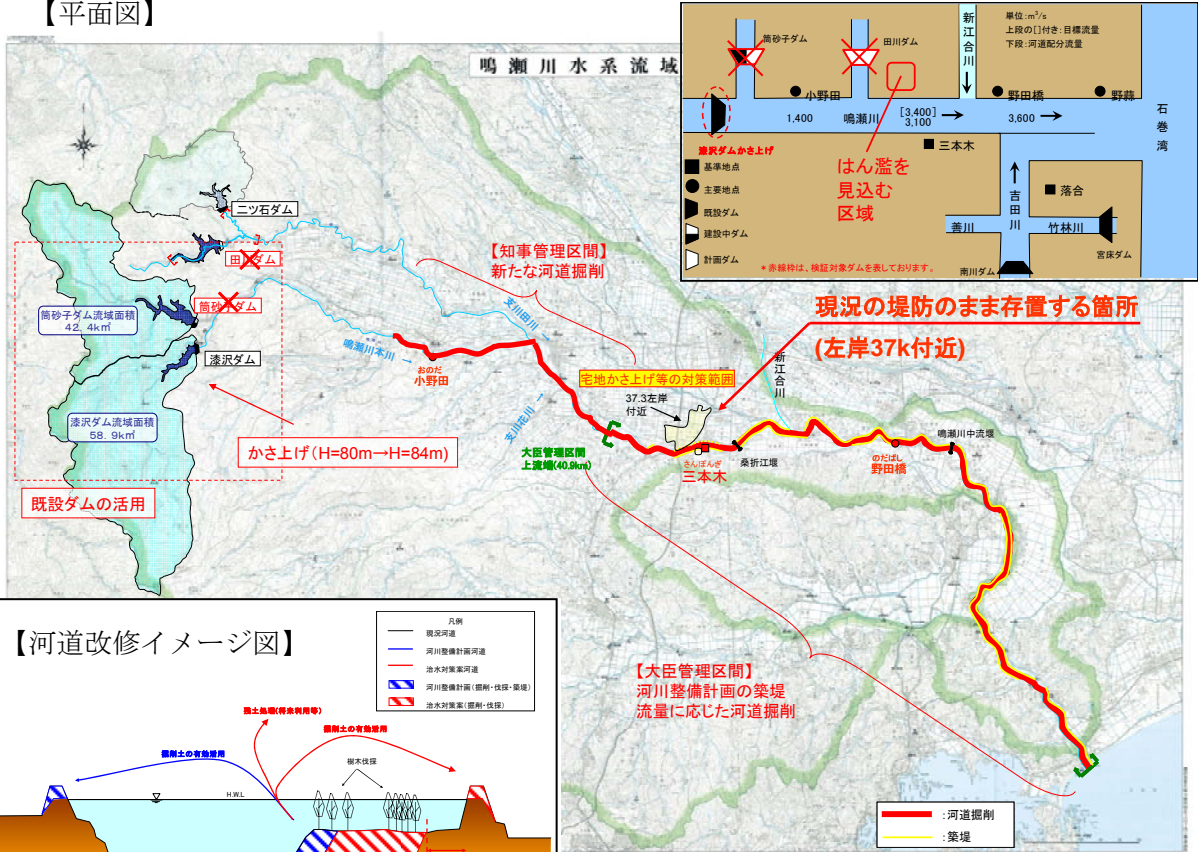 【平面図】
鳴瀬川水系流域
単位:m³/s
上段の[]付き:目標流量
下段:河道配分流量
筒砂子ダム
田川ダム
新江合川
小野田
野田橋
野蒜
石巻湾
1,400
鳴瀬川
[3,400]
3,100
3,600
漆沢ダムかさ上げ
三本木
基準地点
主要地点
既設ダム
建設中ダム
計画ダム
はん濫を
見込む
区域
吉田川
落合
善川
竹林川
宮床ダム
南川ダム
*赤線枠は、検証対象ダムを表しております。
二ツ石ダム
田川ダム
筒砂子ダム
筒砂子ダム流域面積
42.4k㎡
漆沢ダム
漆沢ダム流域面積
58.9k㎡
かさ上げ(H=80m→H=84m)
既設ダムの活用
【知事管理区間】
新たな河道掘削
支川田川
鳴瀬川本川
おのだ
小野田
支川花川
現況の堤防のまま存置する箇所
(左岸37k付近)
宅地かさ上げ等の対策範囲
37.3左岸
付近
新江合川
大臣管理区間
上流端(40.9km)
さんぼんぎ
三本木
桑折江堰
のだばし
野田橋
鳴瀬川中流堰
【大臣管理区間】
河川整備計画の築堤
流量に応じた河道掘削
:河道掘削
:築堤
【河道改修イメージ図】
凡例
現況河道
河川整備計画河道
治水対策案河道
河川整備計画(掘削・伐採・築堤)
治水対策案(掘削・伐採)
残土処理(将来利用等)
掘削土の有効活用
掘削土の有効活用
樹木伐採
H.W.L